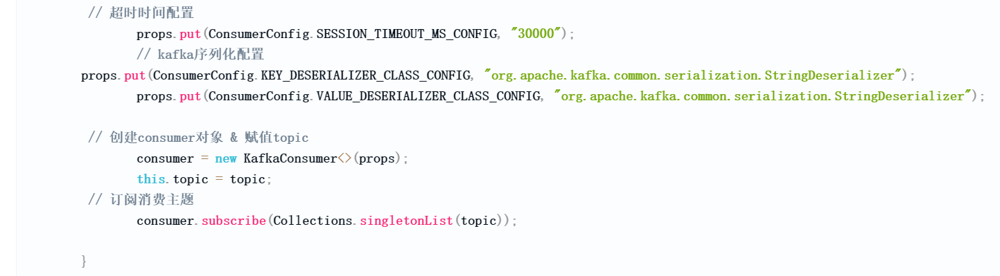 // 超时时间配置
props.put(ConsumerConfig.SESSION_TIMEOUT_MS_CONFIG, "30000");
// kafka序列化配置
props.put(ConsumerConfig.KEY_DESERIALIZER_CLASS_CONFIG, "org.apache.kafka.common.serialization.StringDeserializer");
props.put(ConsumerConfig.VALUE_DESERIALIZER_CLASS_CONFIG, "org.apache.kafka.common.serialization.StringDeserializer");
// 创建consumer对象 & 赋值topic
consumer = new KafkaConsumer<>(props);
this.topic = topic;
// 订阅消费主题
consumer.subscribe(Collections.singletonList(topic));
}